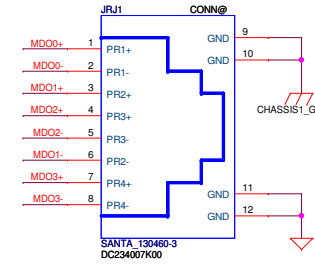 JRJ1 CONN@
MDO0+ 1 PR1+ GND 9
MDO0- 2 PR1- GND 10
MDO1+ 3 PR2+
MDO2+ 4 PR3+ CHASSIS1_G
MDO2- 5 PR3-
MDO1- 6 PR2-
MDO3+ 7 PR4+ GND 11
MDO3- 8 PR4- GND 12
SANTA_130460-3
DC234007K00